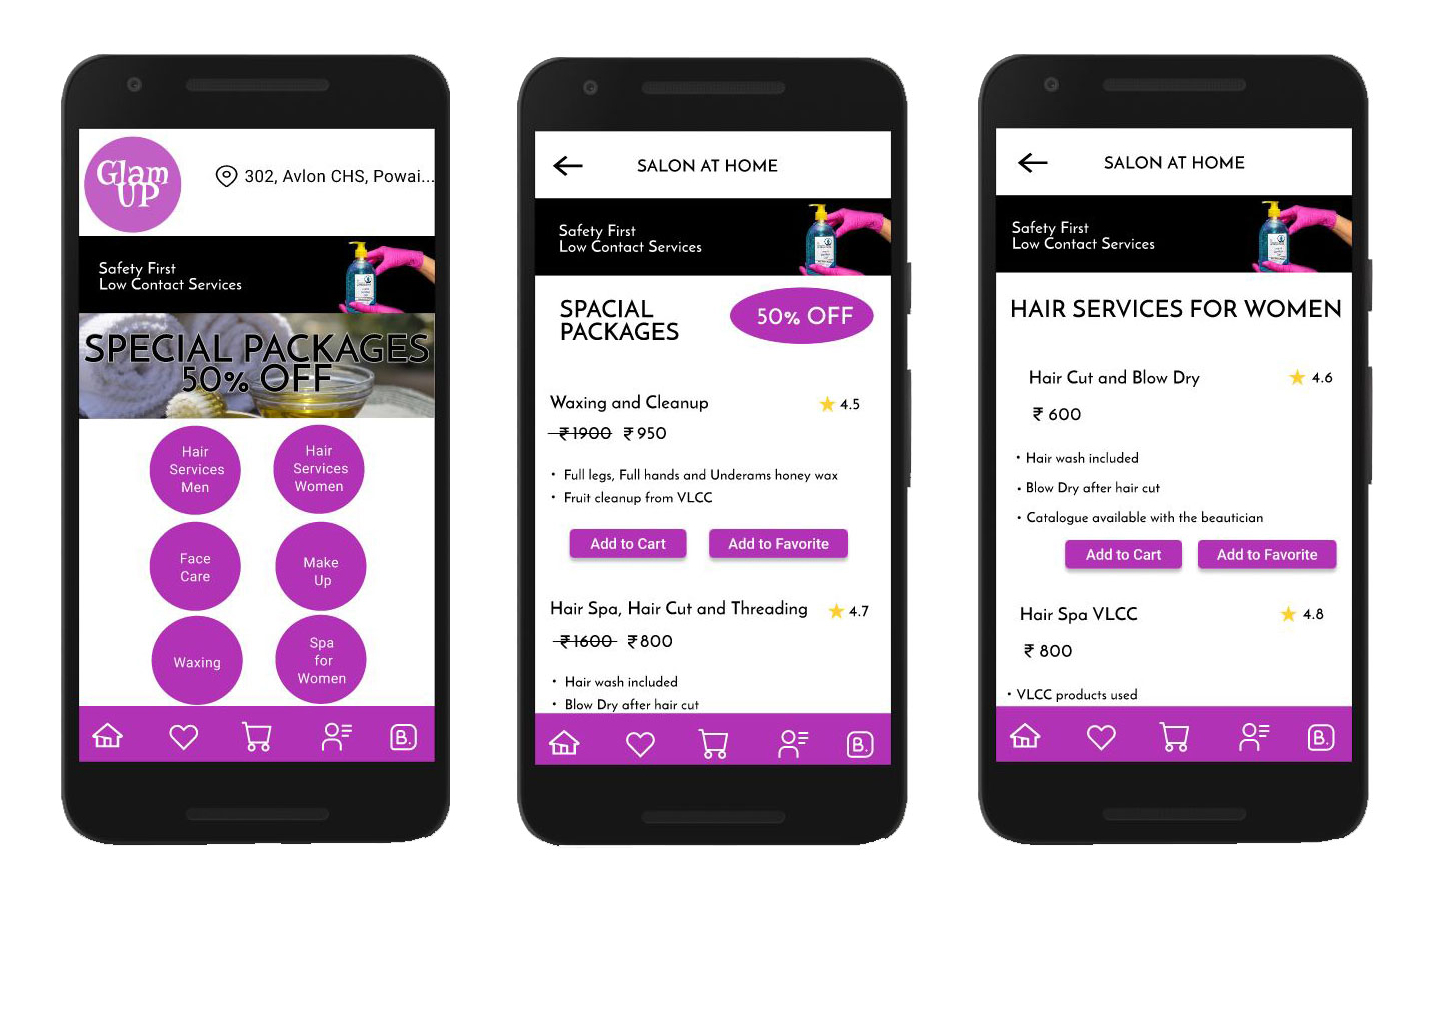 Glam
UP
302, Avlon CHS, Powai...
Safety First
Low Contact Services
SPECIAL PACKAGES
50% OFF
Hair
Services
Men
Hair
Services
Women
Face
Care
Make
Up
Waxing
Spa
for
Women
B.
SALON AT HOME
Safety First
Low Contact Services
SPACIAL
PACKAGES
50% OFF
Waxing and Cleanup
4.5
₹1900 ₹950
• Full legs, Full hands and Underams honey wax
• Fruit cleanup from VLCC
Add to Cart
Add to Favorite
Hair Spa, Hair Cut and Threading
4.7
₹1600 ₹800
• Hair wash included
• Blow Dry after hair cut
B.
SALON AT HOME
Safety First
Low Contact Services
HAIR SERVICES FOR WOMEN
Hair Cut and Blow Dry
4.6
₹ 600
• Hair wash included
• Blow Dry after hair cut
• Catalogue available with the beautician
Add to Cart
Add to Favorite
Hair Spa VLCC
4.8
₹ 800
• VLCC products used
B.